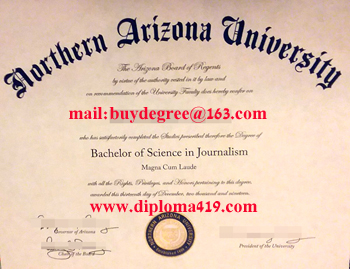 Northern Arizona University
The Arizona Board of Regents
by virtue of the authority vested in it by law and
on recommendation of the University Faculty does hereby confer on
mail:buydegree@163.com
who has satisfactorily completed the Studies prescribed therefor the Degree of
Bachelor of Science in Journalism
Magna Cum Laude
with all the Rights, Privileges, and Honors pertaining to this degree,
awarded this thirteenth day of December, two thousand and nineteen.
www.diploma419.com
Governor of Arizona
President of the University
Chair of the Board
NORTHERN ARIZONA UNIVERSITY